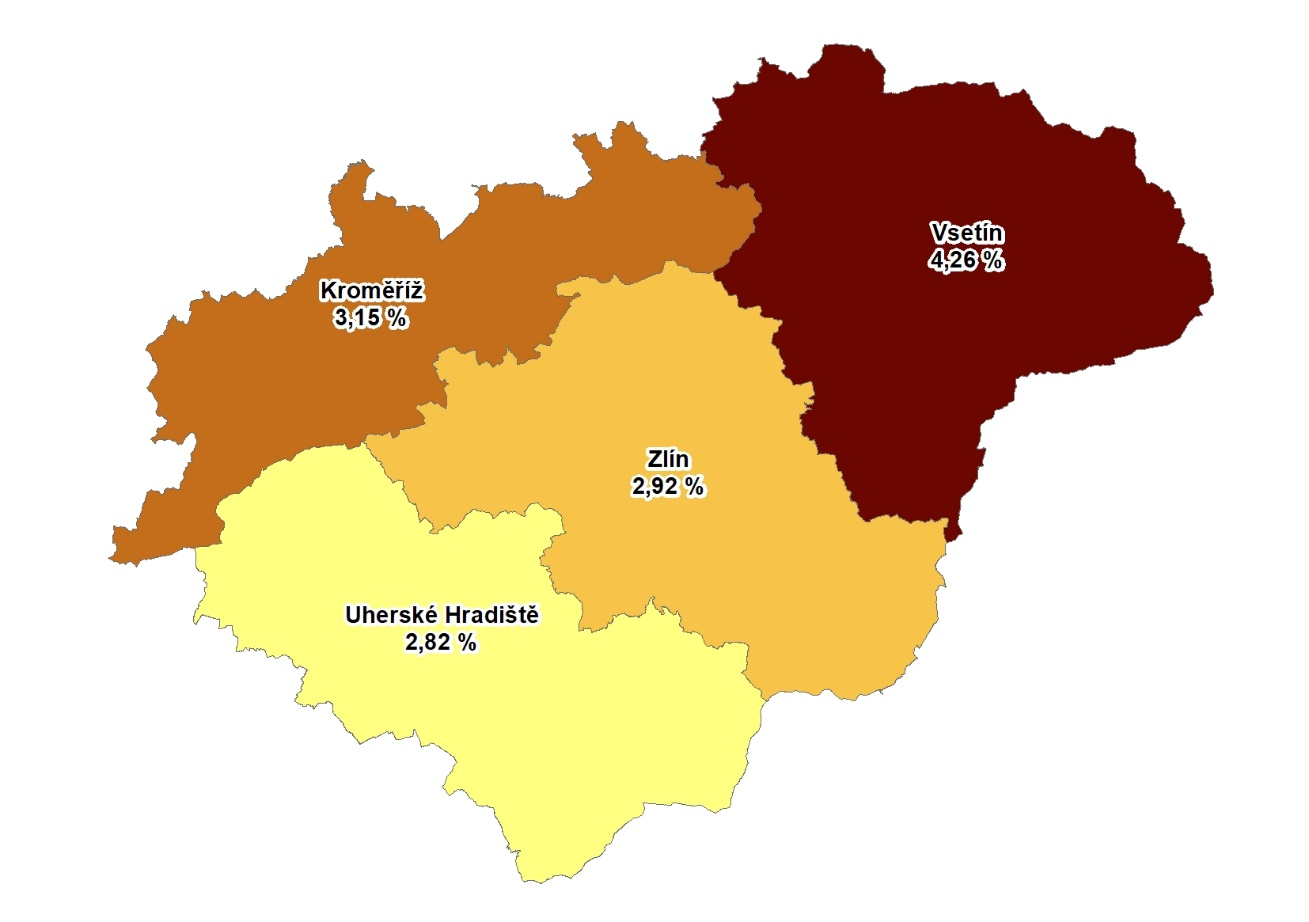 Vsetín
4,26 %
Kroměříž
3,15 %
Zlín
2,92 %
Uherské Hradiště
2,82 %